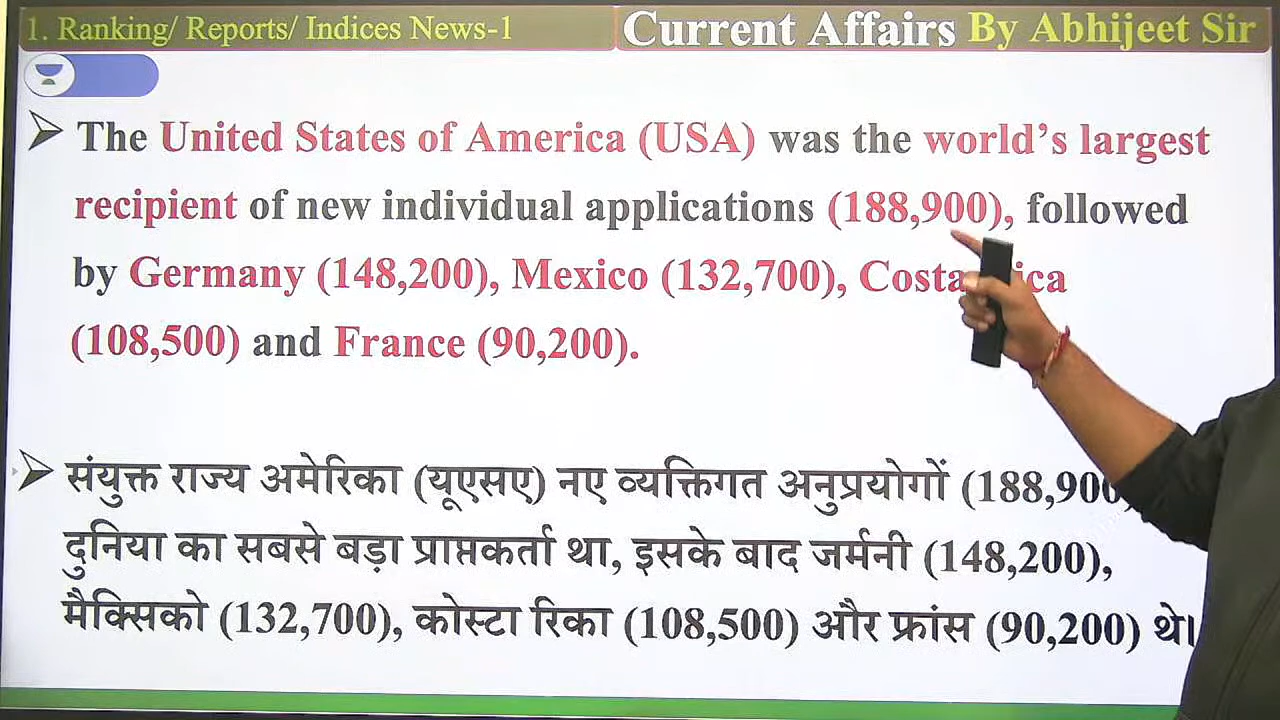 1. Ranking/ Reports/ Indices News-1
Current Affairs By Abhijeet Sir
The United States of America (USA) was the world's largest
recipient of new individual applications (188,900), followed
by Germany (148,200), Mexico (132,700),
(108,500) and France (90,200).
संयुक्त राज्य अमेरिका (यूएसए) नए व्यक्तिगत अनुप्रयोगों (188,900
दुनिया का सबसे बड़ा प्राप्तकर्ता था, इसके बाद जर्मनी (148,200),
मैक्सिको (132,700), कोस्टा रिका (108,500) और फ्रांस (90,200) थे।